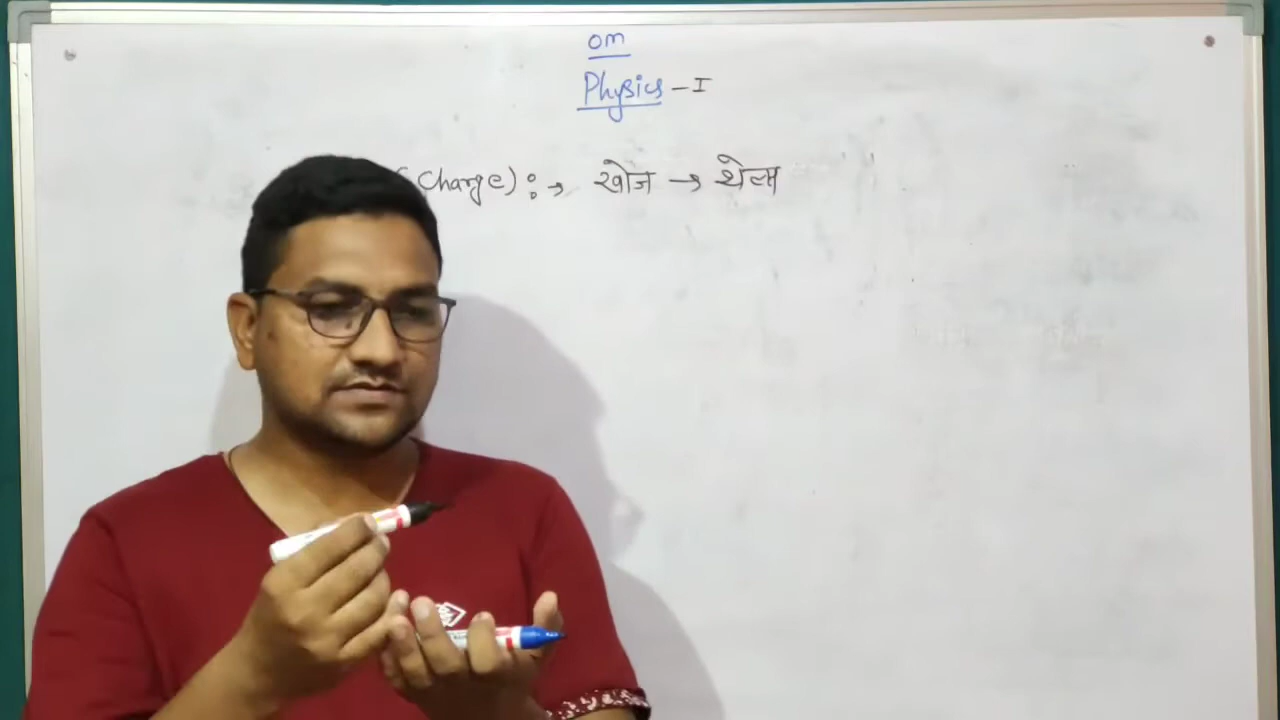 om
Physics - I
(Charge) : → खोज → थेल्स